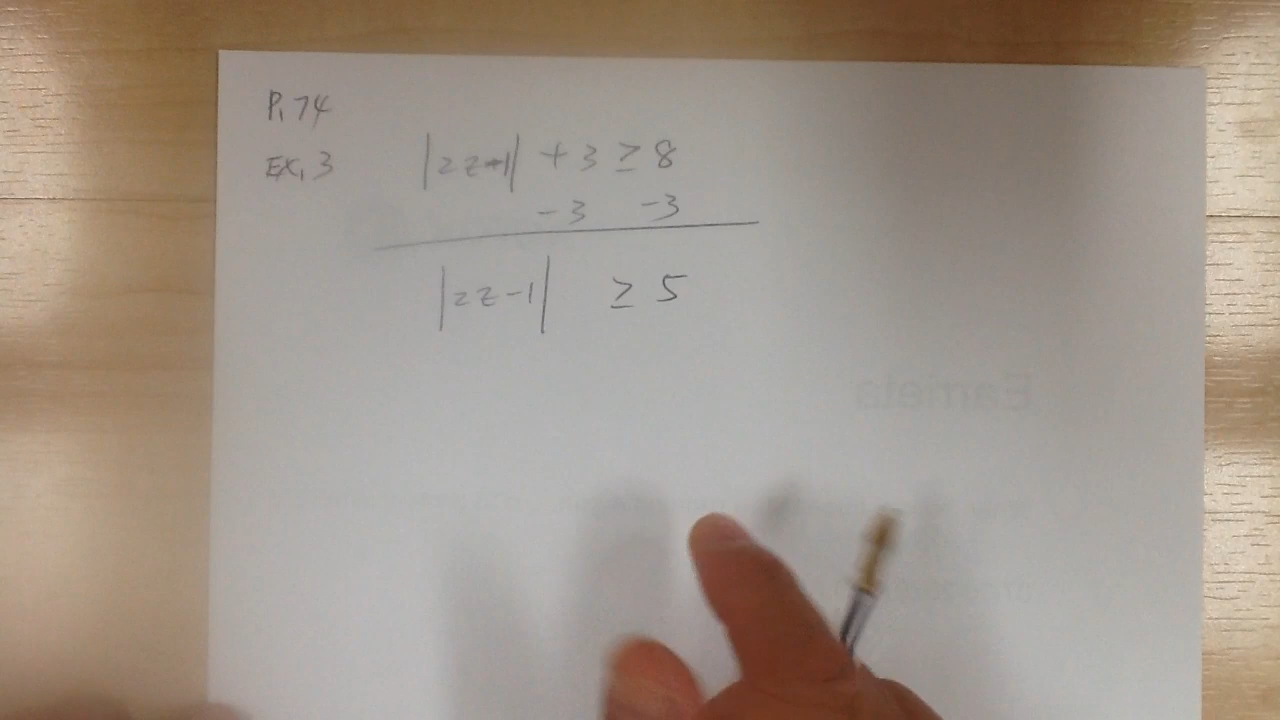 P. 74
Ex. 3 |2z-1| + 3 ≥ 8
-3 -3
|2z-1| ≥ 5